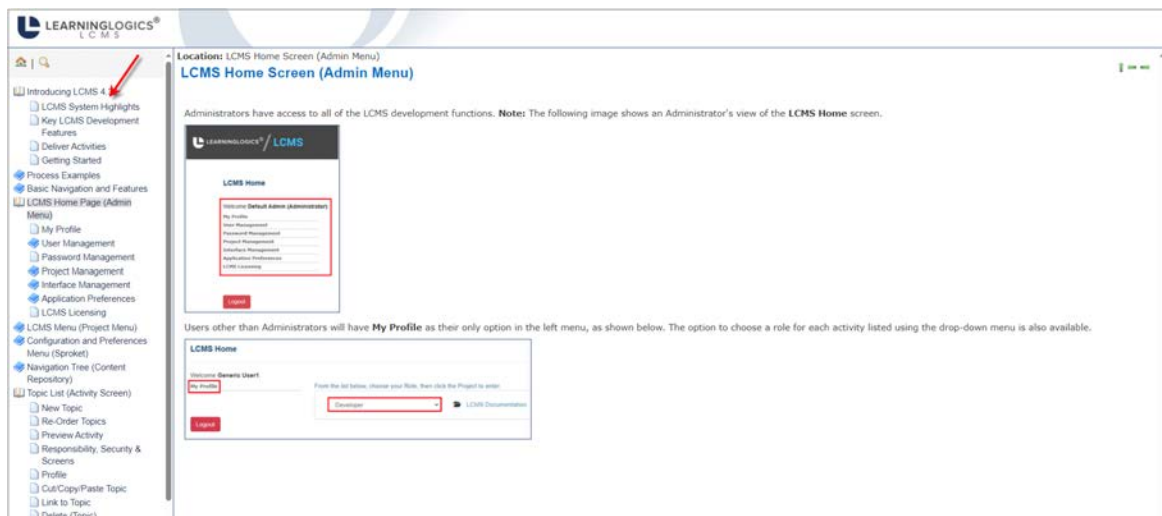 LEARNINGLOGICS®
LCMS
Introducing LCMS 4.
LCMS System Highlights
Key LCMS Development
Features
Deliver Activities
Getting Started
Process Examples
Basic Navigation and Features
LCMS Home Page (Admin
Menu)
My Profile
User Management
Password Management
Project Management
Interface Management
Application Preferences
LCMS Licensing
LCMS Menu (Project Menu)
Configuration and Preferences
Menu (Sprocket)
Navigation Tree (Content
Repository)
Topic List (Activity Screen)
New Topic
Re-Order Topics
Preview Activity
Responsibility, Security &
Screens
Profile
Cut/Copy/Paste Topic
Link to Topic
Delete (Topic)
Location: LCMS Home Screen (Admin Menu)
LCMS Home Screen (Admin Menu)
Administrators have access to all of the LCMS development functions. Note: The following image shows an Administrator's view of the LCMS Home screen.
LEARNINGLOGICS® / LCMS
LCMS Home
Welcome Default Admin (Administrator)
My Profile
User Management
Password Management
Project Management
Interface Management
Application Preferences
LCMS Licensing
Logout
Users other than Administrators will have My Profile as their only option in the left menu, as shown below. The option to choose a role for each activity listed using the drop-down menu is also available.
LCMS Home
Welcome Generic User1
My Profile
From the list below, choose your Role, then click the Project to enter.
Developer
LCMS Documentation
Logout